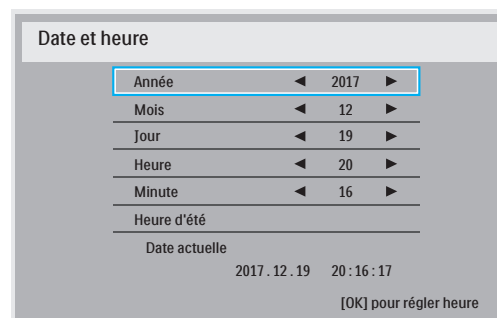 Date et heure
Année ◄ 2017 ►
Mois ◄ 12 ►
Jour ◄ 19 ►
Heure ◄ 20 ►
Minute ◄ 16 ►
Heure d'été
Date actuelle
2017 . 12 . 19 20 : 16 : 17
[OK] pour régler heure